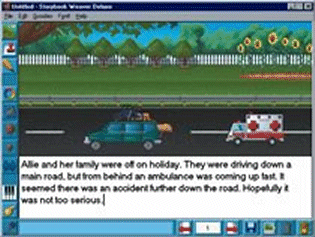 Untitled - Storybook Weaver Deluxe
File Edit Goodies Font Help
Allie and her family were off on holiday. They were driving down a
main road, but from behind an ambulance was coming up fast. It
seemed there was an accident further down the road. Hopefully it
was not too serious.
1